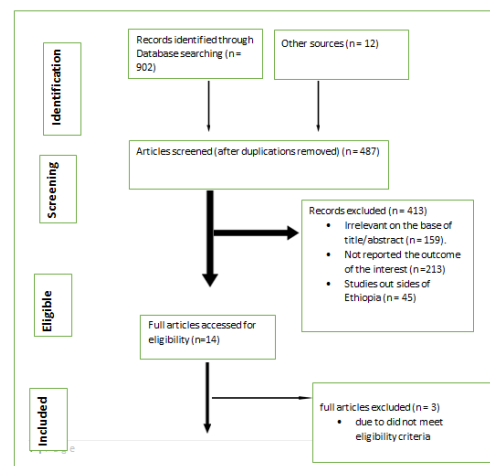 Records identified through
Database searching (n =
902)
Other sources (n = 12)
Identification
Articles screened (after duplications removed) (n = 487)
Screening
Records excluded (n = 413)
• Irrelevant on the base of
title/abstract (n = 159).
• Not reported the outcome
of the interest (n=213)
• Studies out sides of
Ethiopia (n = 45)
Eligible
Full articles accessed for
eligibility (n=14)
Included
full articles excluded (n = 3)
• due to did not meet
eligibility criteria